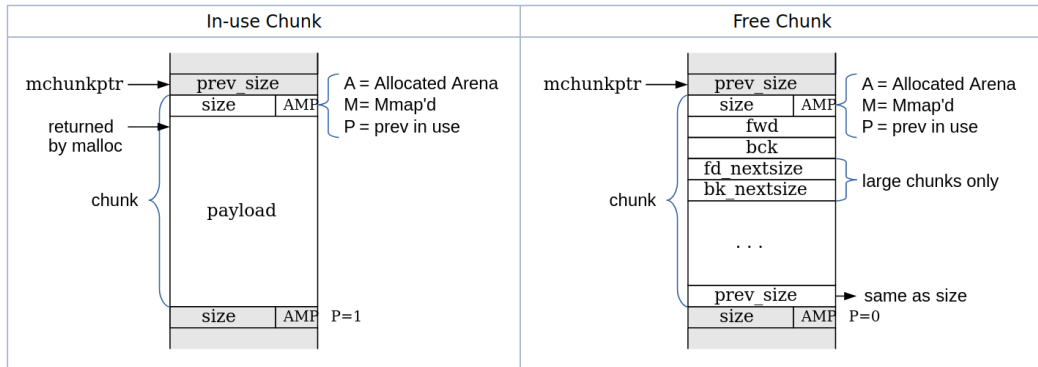 In-use Chunk
mchunkptr
prev_size
size
AMP
A = Allocated Arena
M= Mmap'd
P = prev in use
returned
by malloc
chunk
payload
size
AMP
P=1
Free Chunk
mchunkptr
prev_size
size
AMP
A = Allocated Arena
M= Mmap'd
P = prev in use
fwd
bck
fd_nextsize
bk_nextsize
large chunks only
chunk
. . .
prev_size
same as size
size
AMP
P=0